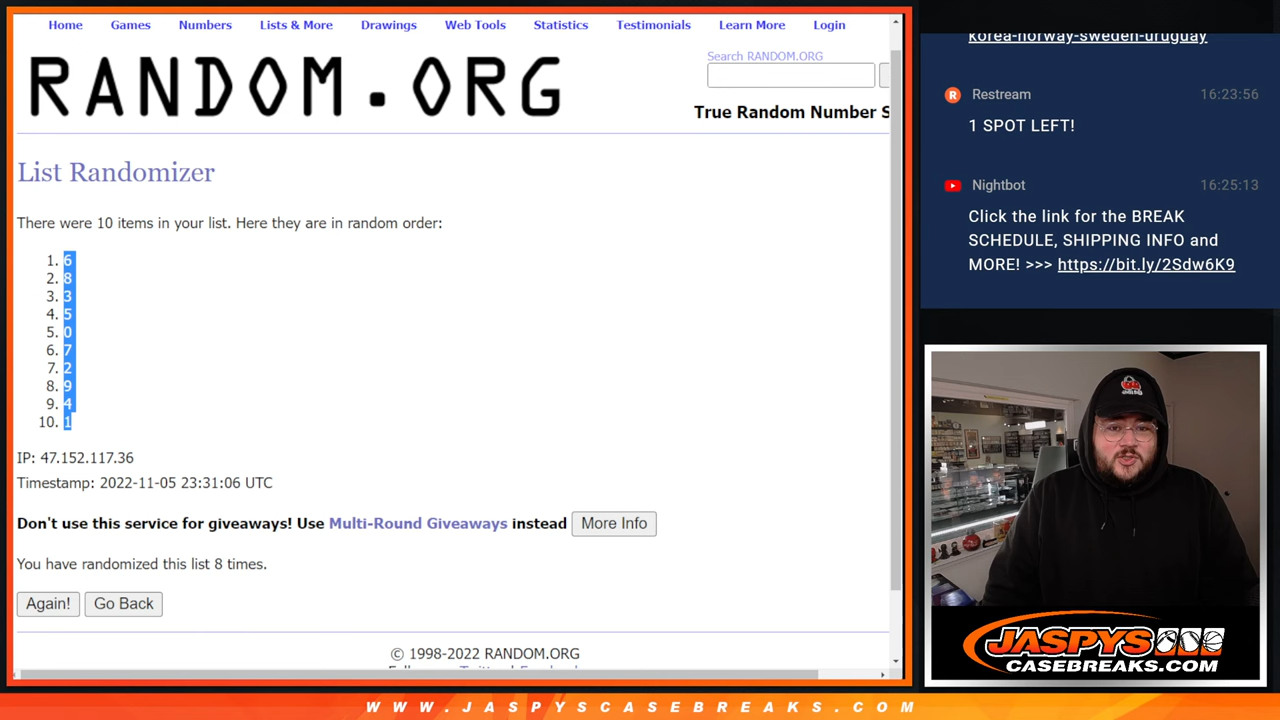 Home Games Numbers Lists & More Drawings Web Tools Statistics Testimonials Learn More Login
RANDOM.ORG
Search RANDOM.ORG
True Random Number S
List Randomizer
There were 10 items in your list. Here they are in random order:
1. 6
2. 8
3. 3
4. 5
5. 0
6. 7
7. 2
8. 9
9. 4
10. 1
IP: 47.152.117.36
Timestamp: 2022-11-05 23:31:06 UTC
Don't use this service for giveaways! Use Multi-Round Giveaways instead More Info
You have randomized this list 8 times.
Again! Go Back
© 1998-2022 RANDOM.ORG
korea-norway-sweden-uruguay
Restream 16:23:56
1 SPOT LEFT!
Nightbot 16:25:13
Click the link for the BREAK
SCHEDULE, SHIPPING INFO and
MORE! >>> https://bit.ly/2Sdw6K9
JASPYS
CASEBREAKS.COM
WWW.JASPYSCASEBREAKS.COM